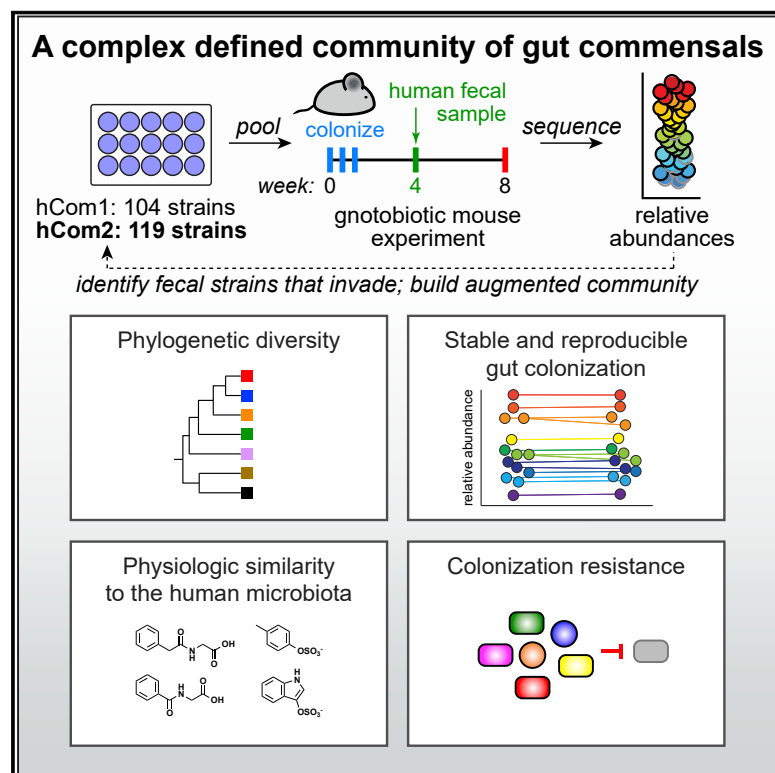 A complex defined community of gut commensals
pool
colonize
human fecal
sample
sequence
week:
0
4
8
hCom1: 104 strains
hCom2: 119 strains
gnotobiotic mouse
experiment
relative
abundances
identify fecal strains that invade; build augmented community
Phylogenetic diversity
Stable and reproducible
gut colonization
relative abundance
Physiologic similarity
to the human microbiota
O
N
H
O
OH
OSO₃⁻
O
H
N
O
OH
H
N
OSO₃⁻
Colonization resistance